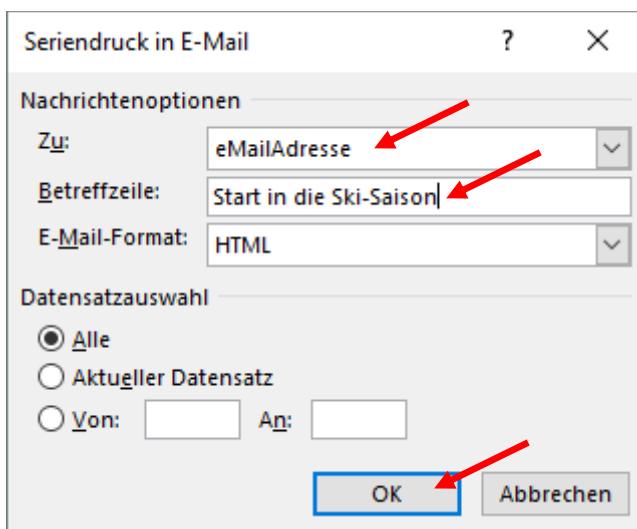 Seriendruck in E-Mail ?
Nachrichtenoptionen
Zu: eMailAdresse
Betreffzeile: Start in die Ski-Saison
E-Mail-Format: HTML
Datensatzauswahl
Alle
Aktueller Datensatz
Von: An:
OK Abbrechen